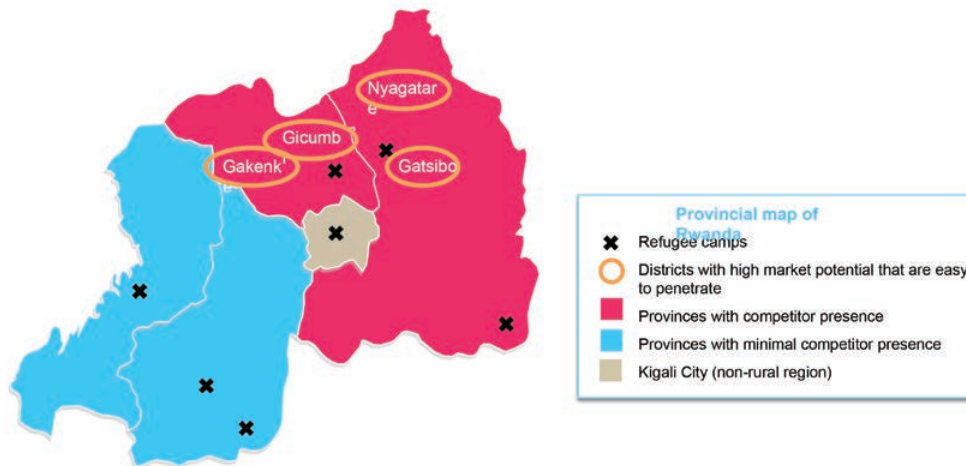 Nyagatar
e
Gicumb
i
Gakenk
e
Gatsibo
Provincial map of
Rwanda
Refugee camps
Districts with high market potential that are easy
to penetrate
Provinces with competitor presence
Provinces with minimal competitor presence
Kigali City (non-rural region)